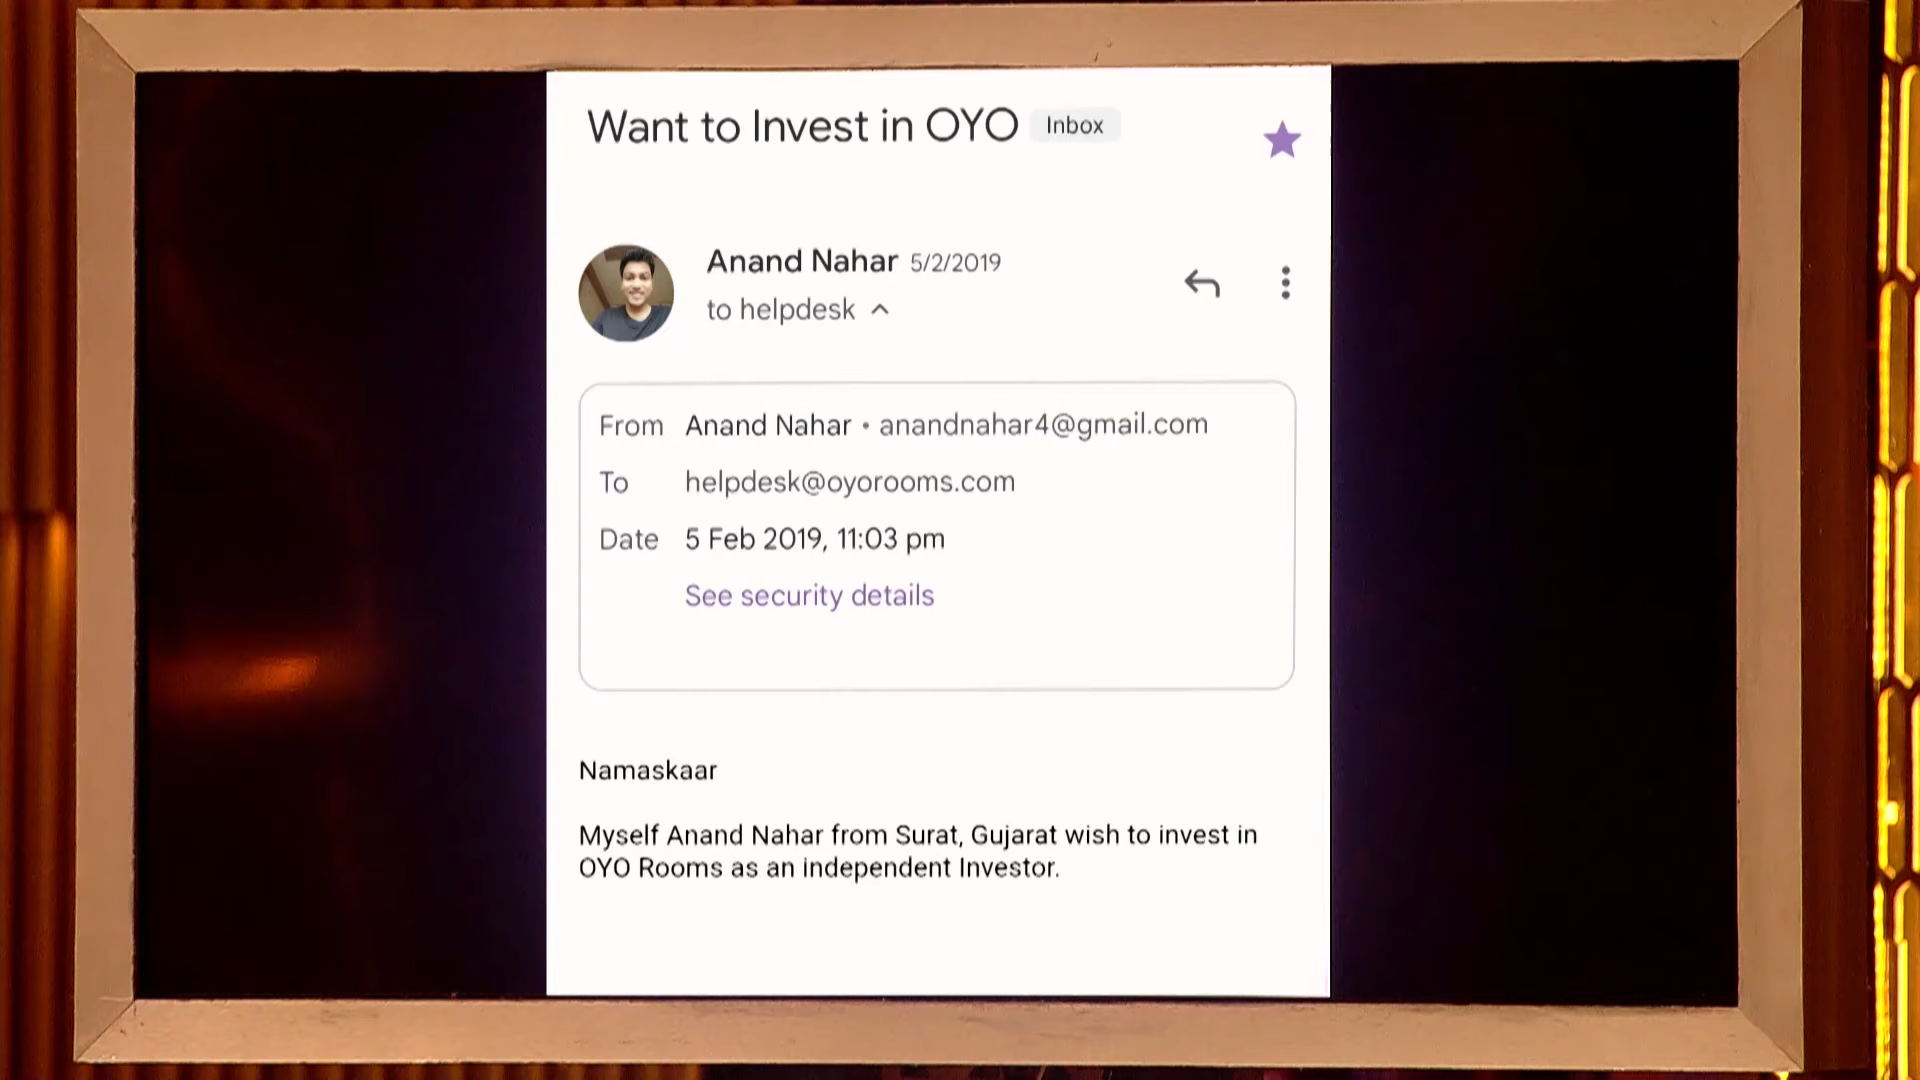 Want to Invest in OYO Inbox
Anand Nahar 5/2/2019
to helpdesk
From Anand Nahar • anandnahar4@gmail.com
To helpdesk@oyorooms.com
Date 5 Feb 2019, 11:03 pm
See security details
Namaskaar
Myself Anand Nahar from Surat, Gujarat wish to invest in
OYO Rooms as an independent Investor.